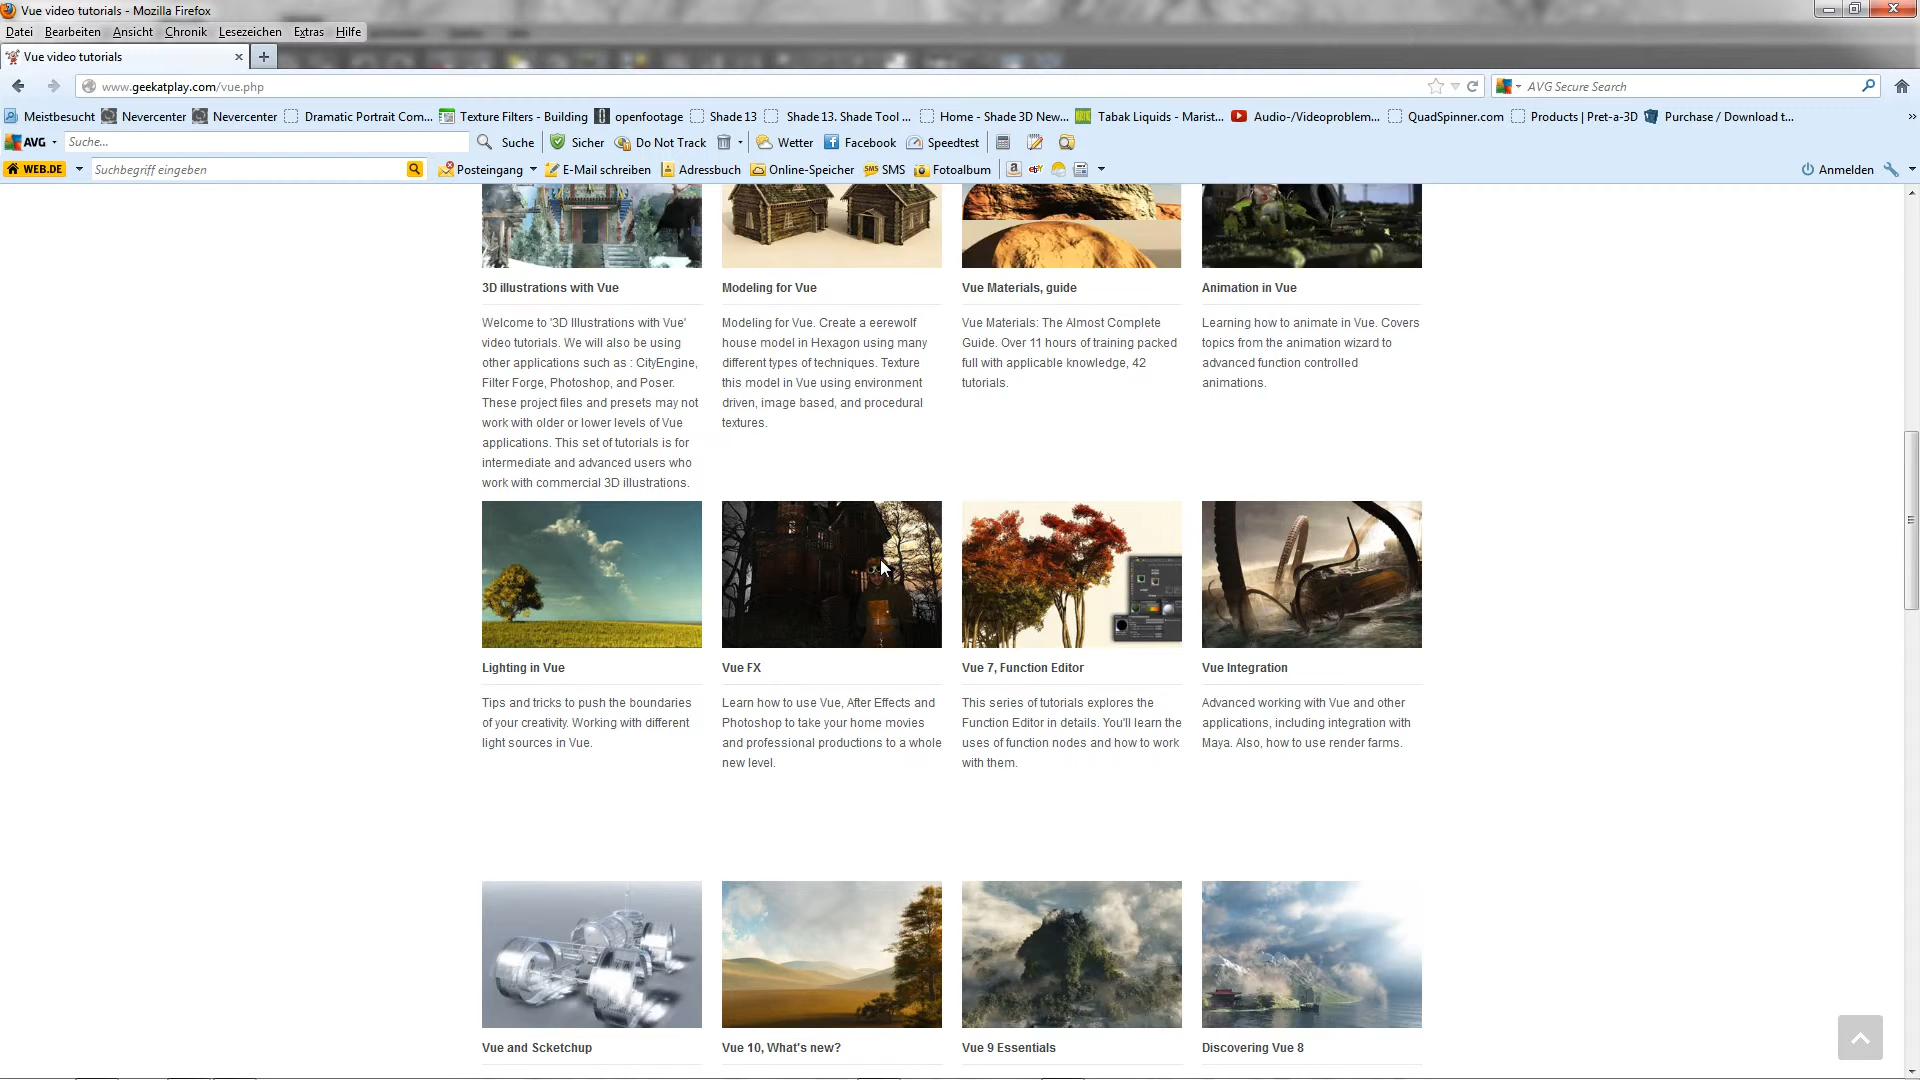 Vue video tutorials - Mozilla Firefox
Datei Bearbeiten Ansicht Chronik Lesezeichen Extras Hilfe
Vue video tutorials
www.geekatplay.com/vue.php
AVG Secure Search
Meistbesucht Nevercenter Nevercenter Dramatic Portrait Com... Texture Filters - Building openfootage Shade 13 Shade 13. Shade Tool ... Home - Shade 3D New... Tabak Liquids - Marist... Audio-/Videoproblem... QuadSpinner.com Products | Pret-a-3D Purchase / Download t...
AVG Suche... Suche Sicher Do Not Track Wetter Facebook Speedtest
WEB.DE Suchbegriff eingeben Posteingang E-Mail schreiben Adressbuch Online-Speicher SMS SMS Fotoalbum Anmelden
3D illustrations with Vue
Welcome to '3D Illustrations with Vue'
video tutorials. We will also be using
other applications such as : CityEngine,
Filter Forge, Photoshop, and Poser.
These project files and presets may not
work with older or lower levels of Vue
applications. This set of tutorials is for
intermediate and advanced users who
work with commercial 3D illustrations.
Modeling for Vue
Modeling for Vue. Create a eerewolf
house model in Hexagon using many
different types of techniques. Texture
this model in Vue using environment
driven, image based, and procedural
textures.
Vue Materials, guide
Vue Materials: The Almost Complete
Guide. Over 11 hours of training packed
full with applicable knowledge, 42
tutorials.
Animation in Vue
Learning how to animate in Vue. Covers
topics from the animation wizard to
advanced function controlled
animations.
Lighting in Vue
Tips and tricks to push the boundaries
of your creativity. Working with different
light sources in Vue.
Vue FX
Learn how to use Vue, After Effects and
Photoshop to take your home movies
and professional productions to a whole
new level.
Vue 7, Function Editor
This series of tutorials explores the
Function Editor in details. You'll learn the
uses of function nodes and how to work
with them.
Vue Integration
Advanced working with Vue and other
applications, including integration with
Maya. Also, how to use render farms.
Vue and Scketchup
Vue 10, What's new?
Vue 9 Essentials
Discovering Vue 8